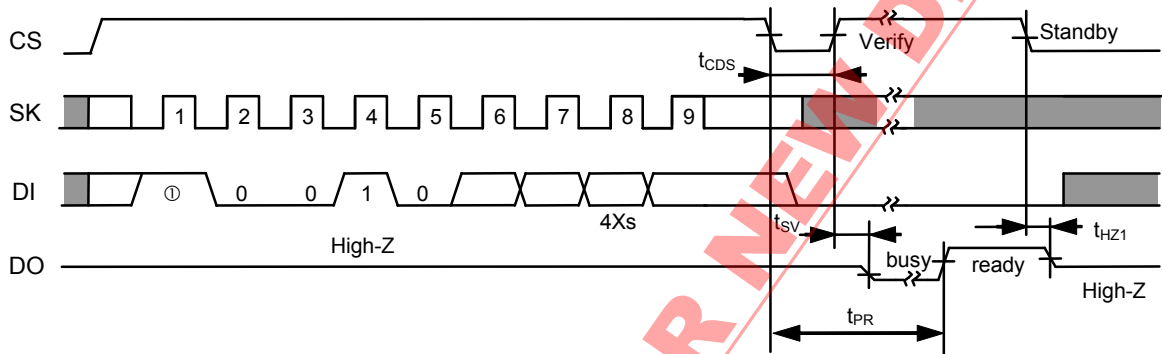 CS
Verify
Standby
tCDS
SK
1 2 3 4 5 6 7 8 9
DI
① 0 0 1 0
4Xs
tSV
tHZ1
High-Z
DO
busy
ready
High-Z
tPR
R NEW D